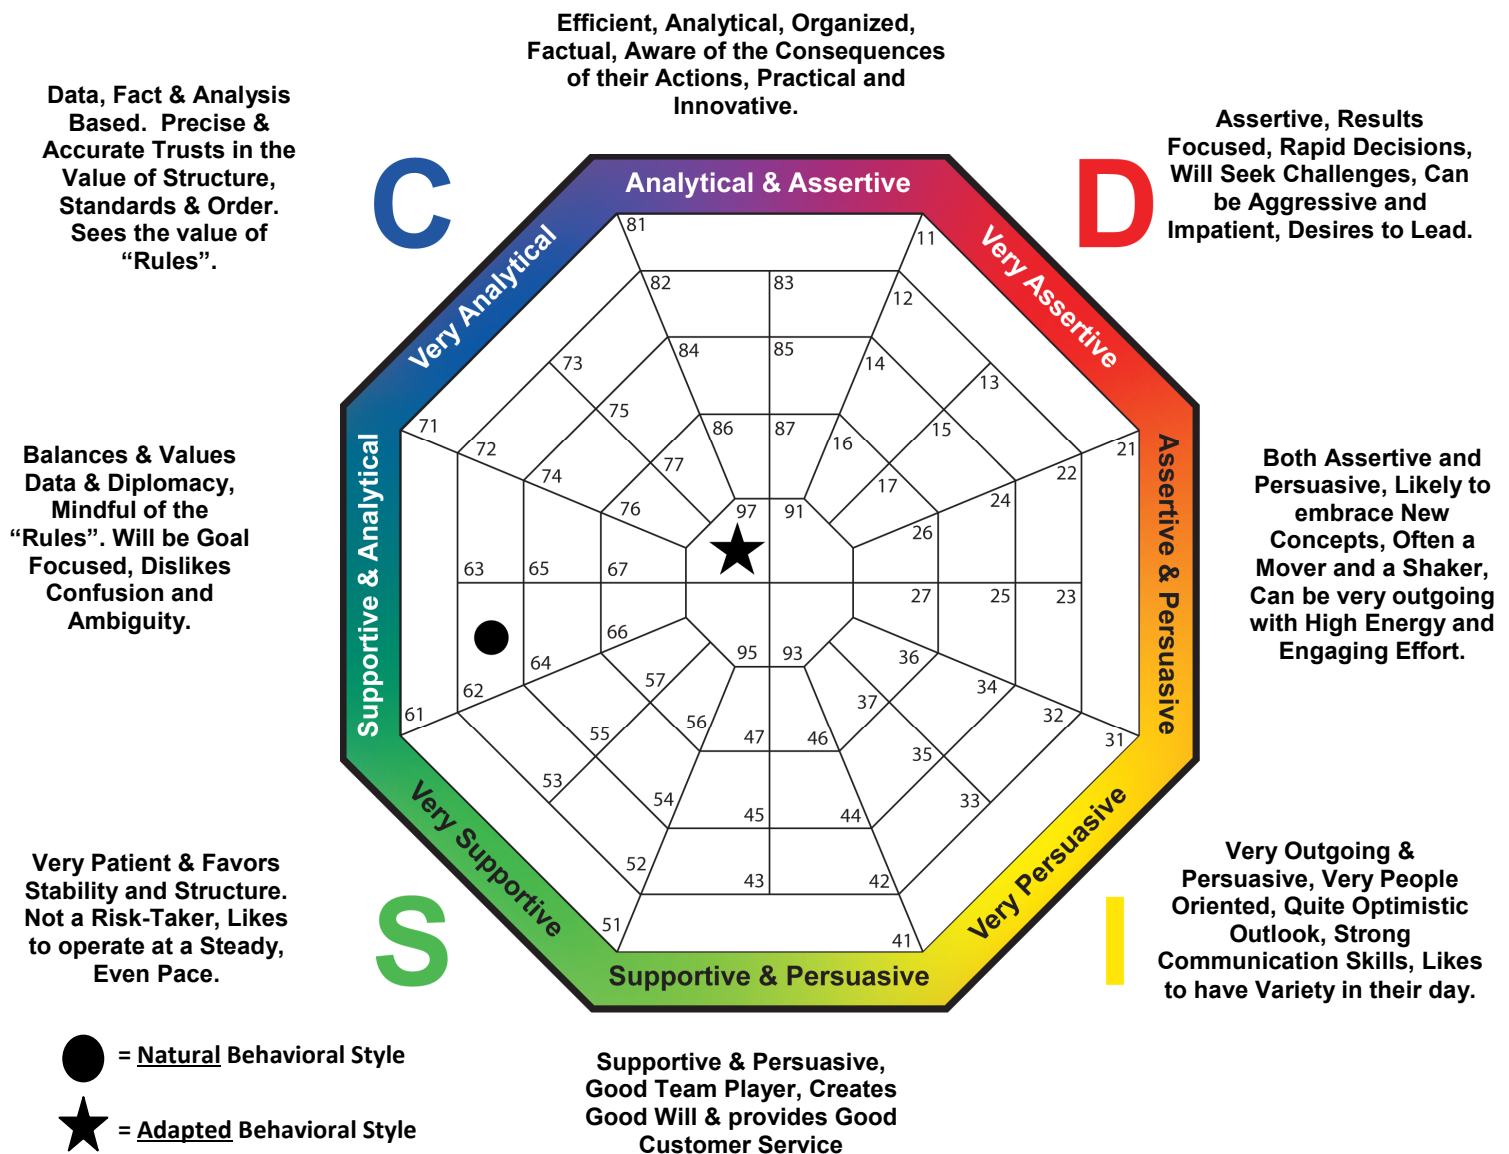 Efficient, Analytical, Organized,
Factual, Aware of the Consequences
of their Actions, Practical and
Innovative.
Data, Fact & Analysis
Based.  Precise &
Accurate Trusts in the
Value of Structure,
Standards & Order.
Sees the value of
“Rules”.
C
D
Assertive, Results
Focused, Rapid Decisions,
Will Seek Challenges, Can
be Aggressive and
Impatient, Desires to Lead.
Analytical & Assertive
Very Analytical
Very Assertive
81
11
82
83
12
84
85
14
73
13
75
15
71
86
87
16
72
77
22
21
74
17
24
76
97
91
26
63
65
67
27
25
23
66
64
95
93
36
62
57
34
61
56
37
32
55
47
46
31
53
35
54
45
44
33
52
43
42
51
41
Supportive & Analytical
Assertive & Persuasive
Balances & Values
Data & Diplomacy,
Mindful of the
“Rules”. Will be Goal
Focused, Dislikes
Confusion and
Ambiguity.
Both Assertive and
Persuasive, Likely to
embrace New
Concepts, Often a
Mover and a Shaker,
Can be very outgoing
with High Energy and
Engaging Effort.
Very Supportive
Very Persuasive
Supportive & Persuasive
Very Patient & Favors
Stability and Structure.
Not a Risk-Taker, Likes
to operate at a Steady,
Even Pace.
S
I
Very Outgoing &
Persuasive, Very People
Oriented, Quite Optimistic
Outlook, Strong
Communication Skills, Likes
to have Variety in their day.
= Natural Behavioral Style
= Adapted Behavioral Style
Supportive & Persuasive,
Good Team Player, Creates
Good Will & provides Good
Customer Service